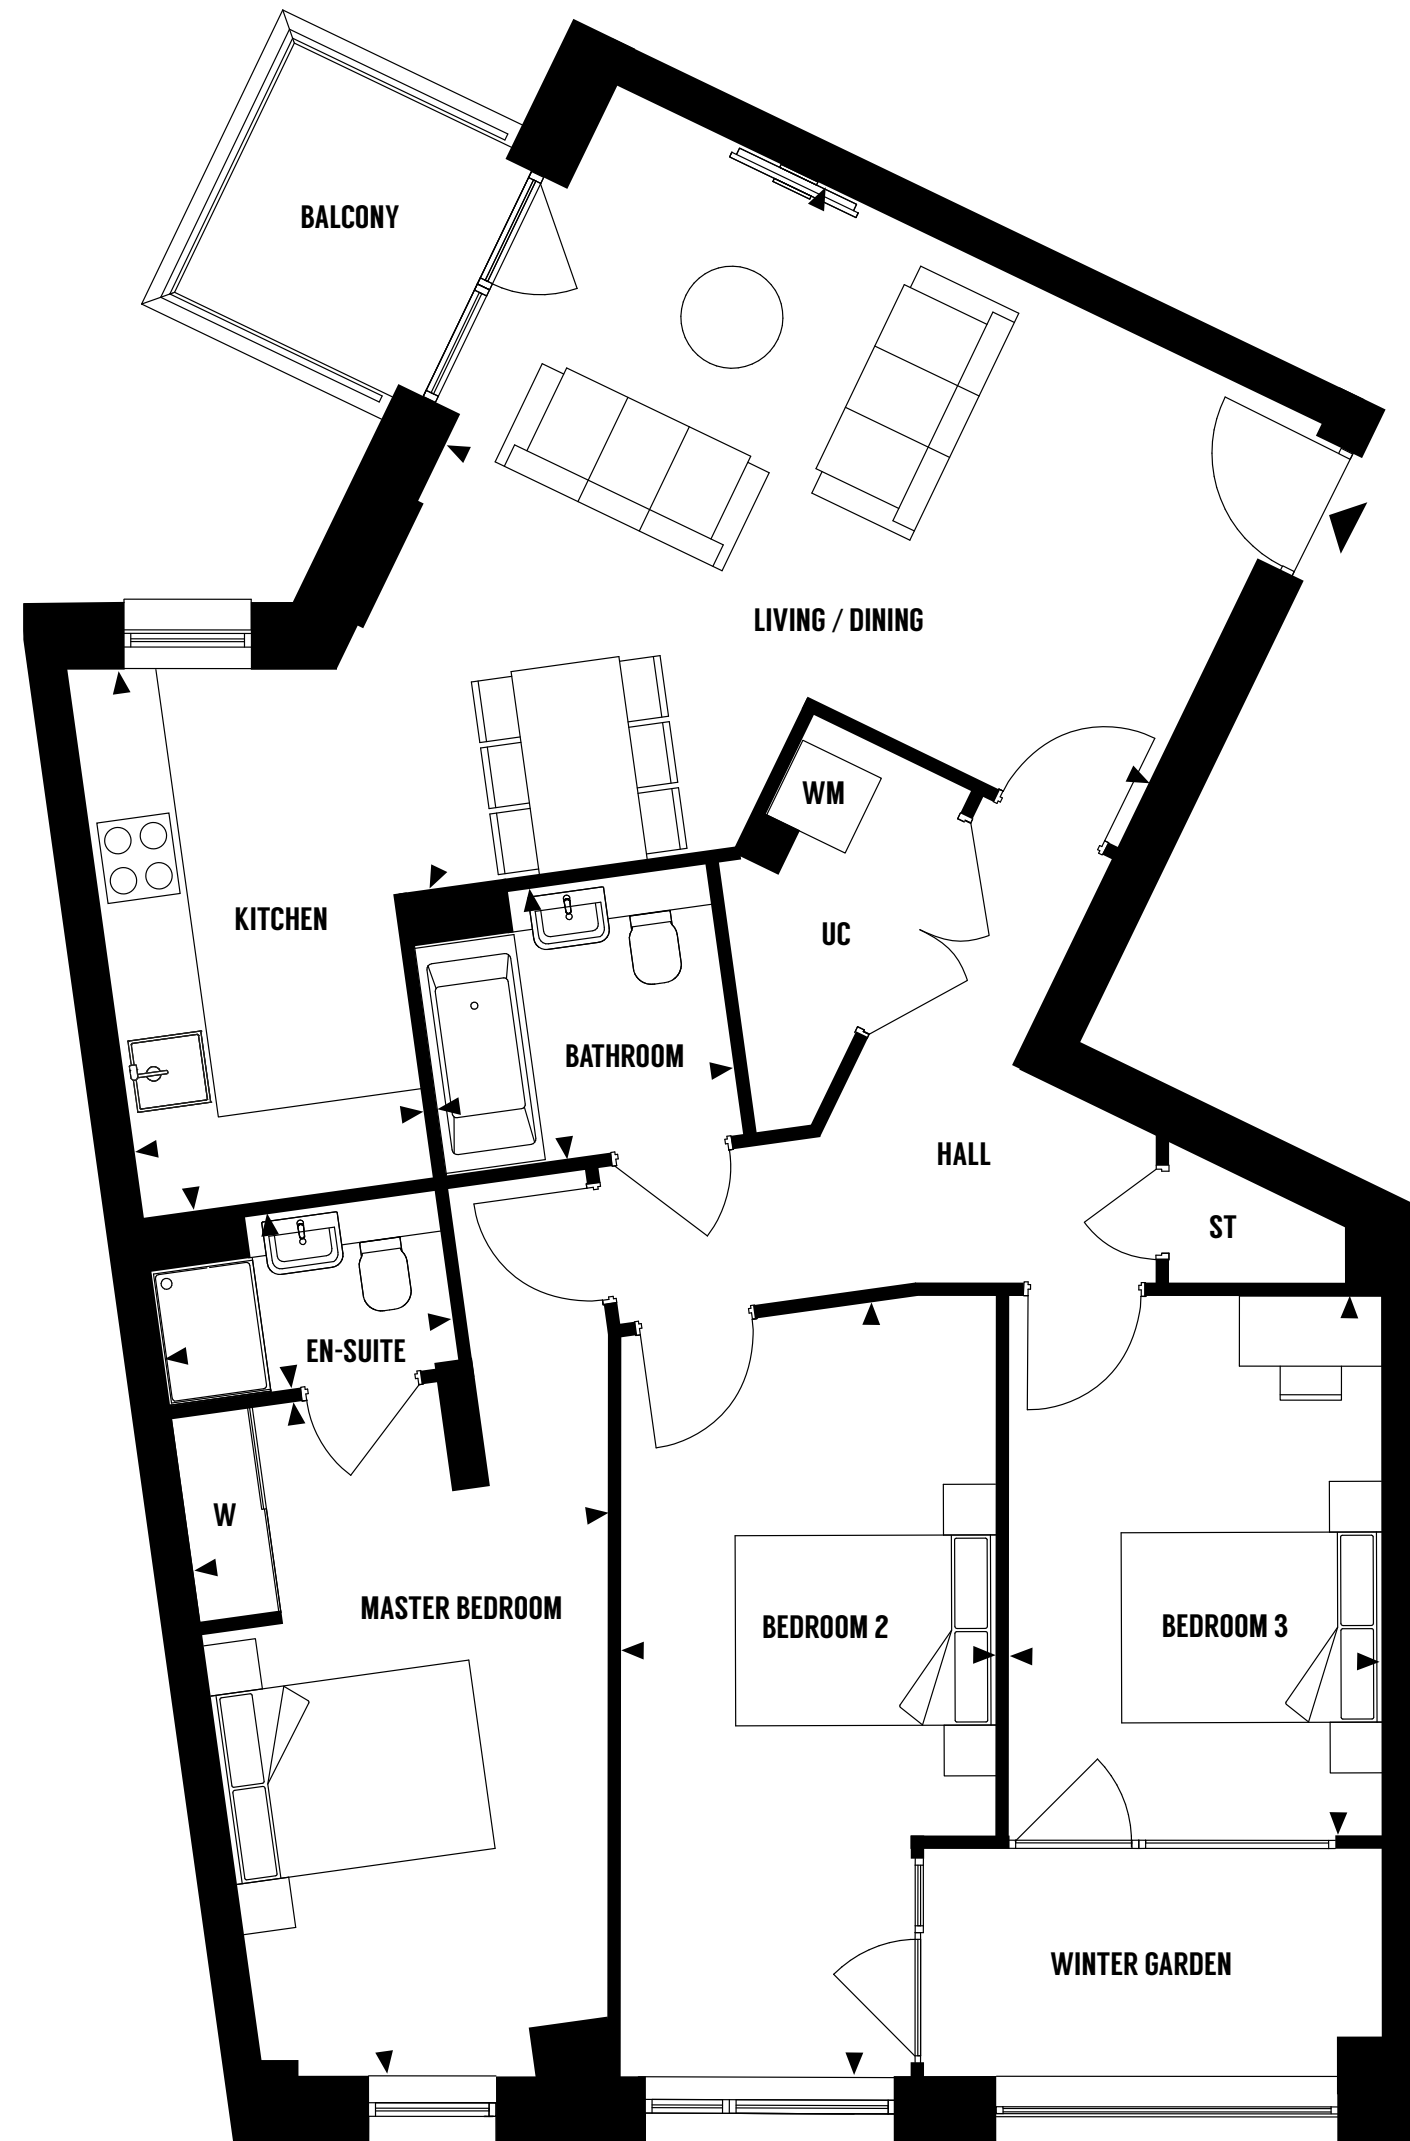 BALCONY
LIVING / DINING
WM
KITCHEN
UC
BATHROOM
HALL
ST
EN-SUITE
W
MASTER BEDROOM
BEDROOM 2
BEDROOM 3
WINTER GARDEN